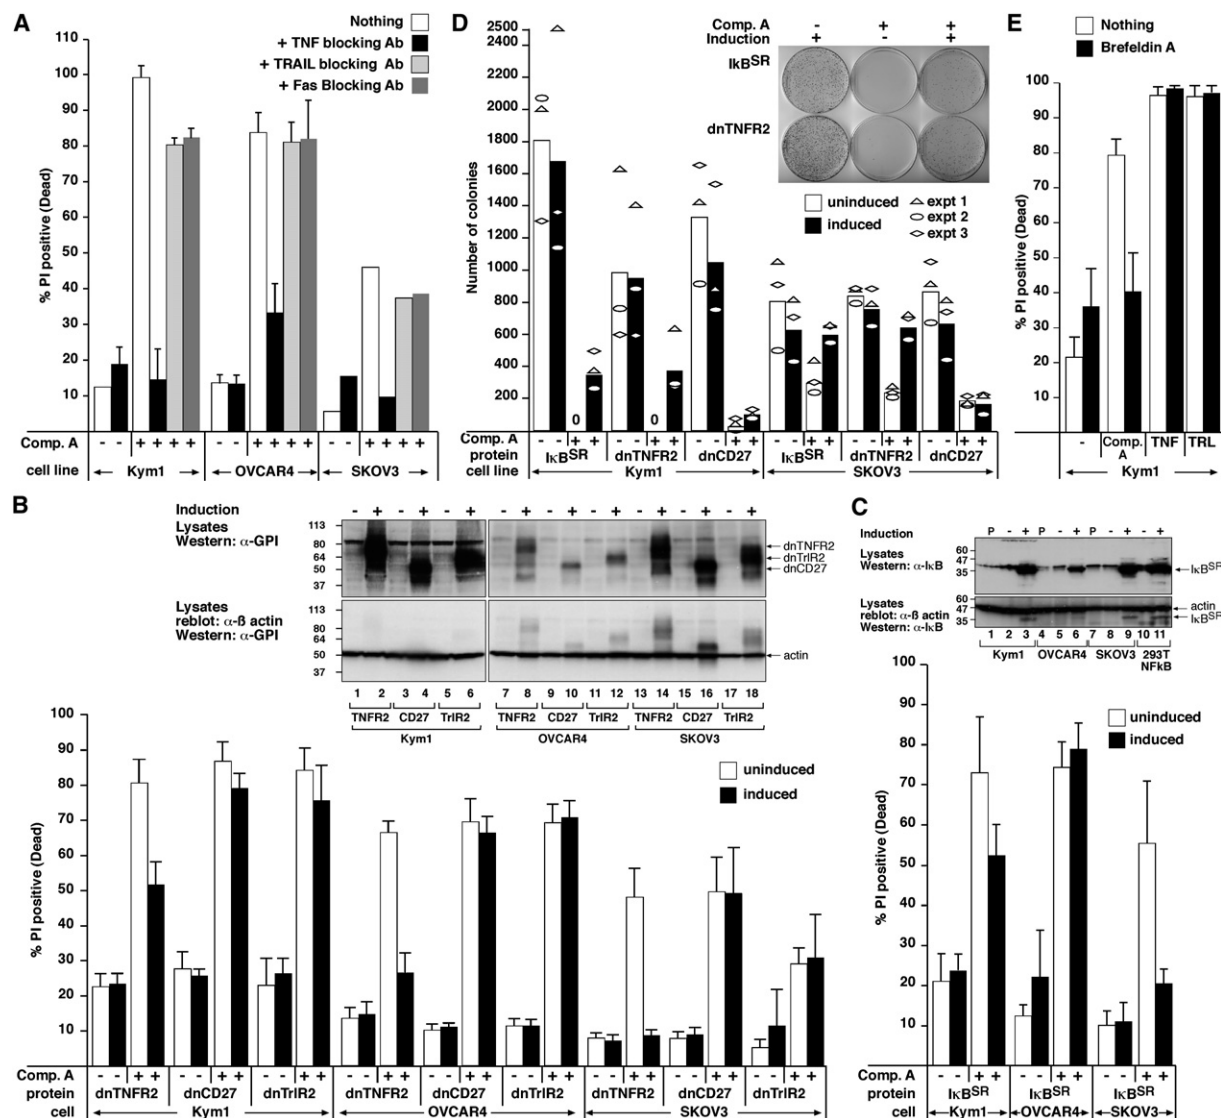 A
Nothing
+ TNF blocking Ab
+ TRAIL blocking Ab
+ Fas Blocking Ab
% PI positive (Dead)
110
100
90
80
70
60
50
40
30
20
10
Comp. A - - + + + + - - + + + + - - + + + +
cell line Kym1 OVCAR4 SKOV3
D
Comp. A - + +
Induction + - +
IkBSR
dnTNFR2
uninduced
induced
expt 1
expt 2
expt 3
Number of colonies
2500
2400
2200
2000
1800
1600
1400
1200
1000
800
600
400
200
0 0
Comp. A - - + + - - + + - - + + - - + + - - + + - - + +
protein IκBSR dnTNFR2 dnCD27 IκBSR dnTNFR2 dnCD27
cell line Kym1 SKOV3
E
Nothing
Brefeldin A
% PI positive (Dead)
100
90
80
70
60
50
40
30
20
10
- Comp. A TNF TRL
Kym1
B
Induction - + - + - + - + - + - + - + - + - +
Lysates
Western: α-GPI
113
80
64
50
37
dnTNFR2
dnTrIR2
dnCD27
Lysates
reblot: α-ß actin
Western: α-GPI
113
80
64
50
37
actin
1 2 3 4 5 6 7 8 9 10 11 12 13 14 15 16 17 18
TNFR2 CD27 TrIR2 TNFR2 CD27 TrIR2 TNFR2 CD27 TrIR2
Kym1 OVCAR4 SKOV3
uninduced
induced
% PI positive (Dead)
100
90
80
70
60
50
40
30
20
10
Comp. A - - + + - - + + - - + + - - + + - - + + - - + + - - + + - - + + - - + +
protein dnTNFR2 dnCD27 dnTrIR2 dnTNFR2 dnCD27 dnTrIR2 dnTNFR2 dnCD27 dnTrIR2
cell Kym1 OVCAR4 SKOV3
C
Induction P - + P - + P - + - +
Lysates
Western: α-IκB
60
47
35
IκBSR
Lysates
reblot: α-ß actin
Western: α-IκB
60
47
35
actin
IκBSR
1 2 3 4 5 6 7 8 9 10 11
Kym1 OVCAR4 SKOV3 293T
NFkB
uninduced
induced
% PI positive (Dead)
100
90
80
70
60
50
40
30
20
10
Comp. A - - + + - - + + - - + +
protein IκBSR IκBSR IκBSR
cell Kym1 OVCAR4 SKOV3